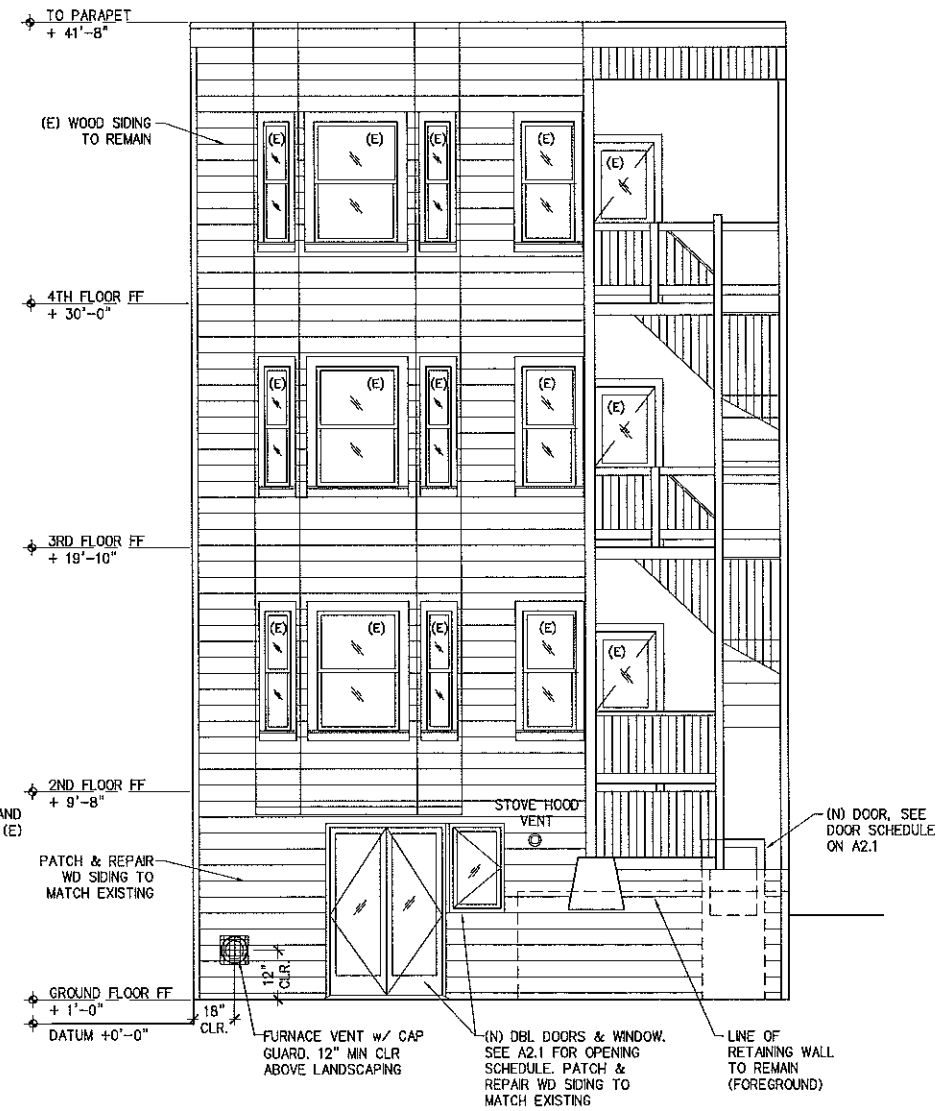 TO PARAPET
+ 41'-8"
(E) WOOD SIDING
TO REMAIN
(E) (E) (E) (E)
(E)
4TH FLOOR FF
+ 30'-0"
(E) (E) (E) (E)
(E)
3RD FLOOR FF
+ 19'-10"
(E) (E) (E) (E)
(E)
2ND FLOOR FF
+ 9'-8"
AND
(E)
STOVE HOOD
VENT
(N) DOOR, SEE
DOOR SCHEDULE
ON A2.1
PATCH & REPAIR
WD SIDING TO
MATCH EXISTING
12"
CLR.
GROUND FLOOR FF
+ 1'-0"
DATUM +0'-0"
18"
CLR.
FURNACE VENT w/ CAP
GUARD. 12" MIN CLR
ABOVE LANDSCAPING
(N) DBL DOORS & WINDOW.
SEE A2.1 FOR OPENING
SCHEDULE. PATCH &
REPAIR WD SIDING TO
MATCH EXISTING
LINE OF
RETAINING WALL
TO REMAIN
(FOREGROUND)